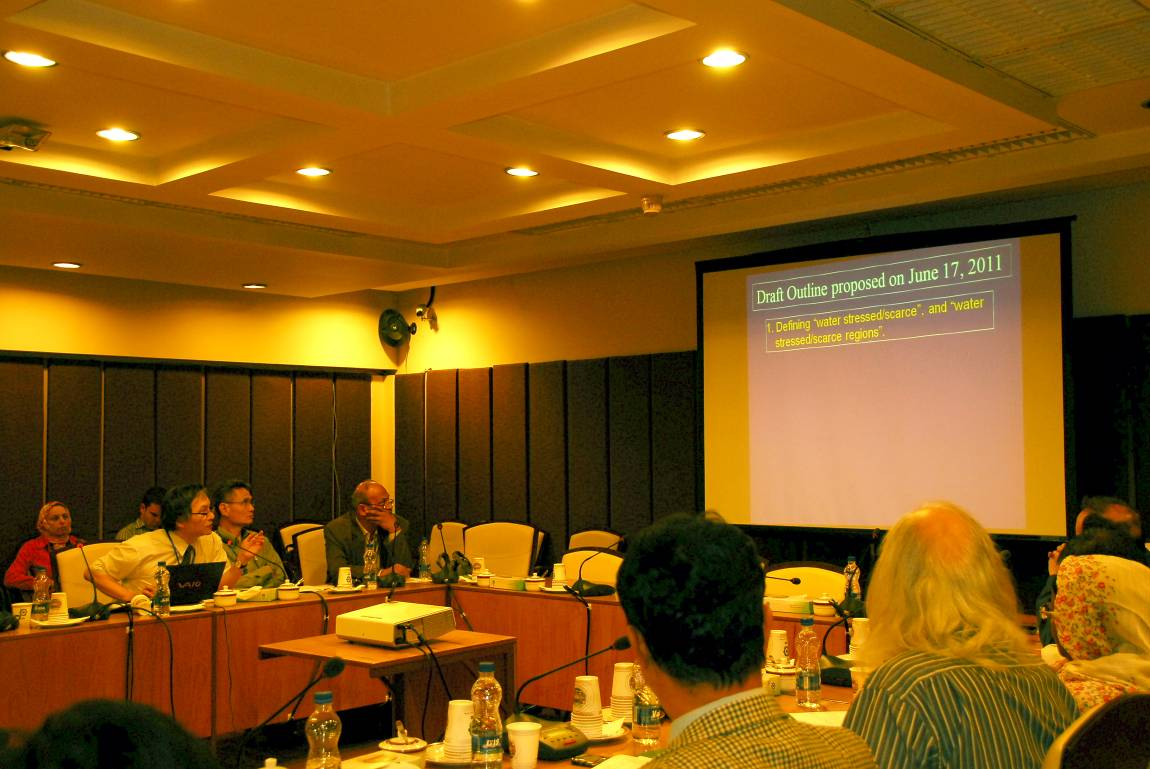 Draft Outline proposed on June 17, 2011
1. Defining "water stressed/scarce", and "water
stressed/scarce regions".
VAIO